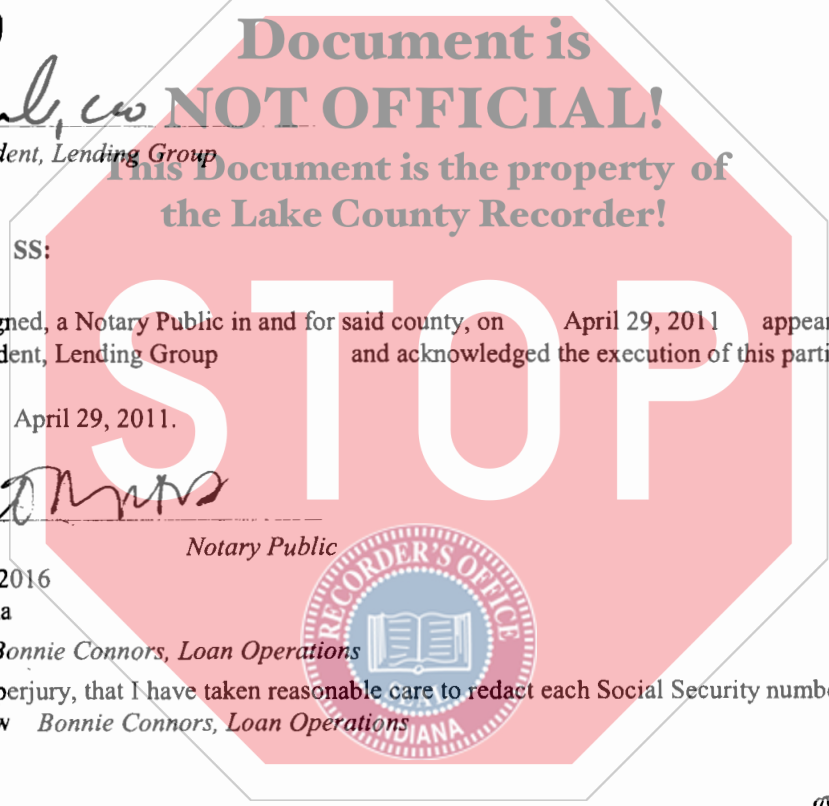 Document is
NOT OFFICIAL!
dent, Lending Group
This Document is the property of
the Lake County Recorder!
SS:
STOP
gned, a Notary Public in and for said county, on April 29, 2011 appear
dent, Lending Group and acknowledged the execution of this parti
April 29, 2011.
Notary Public
RECORDER'S OFFICE
SEAL
INDIANA
2016
a
Bonnie Connors, Loan Operations
perjury, that I have taken reasonable care to redact each Social Security numbe
w Bonnie Connors, Loan Operations